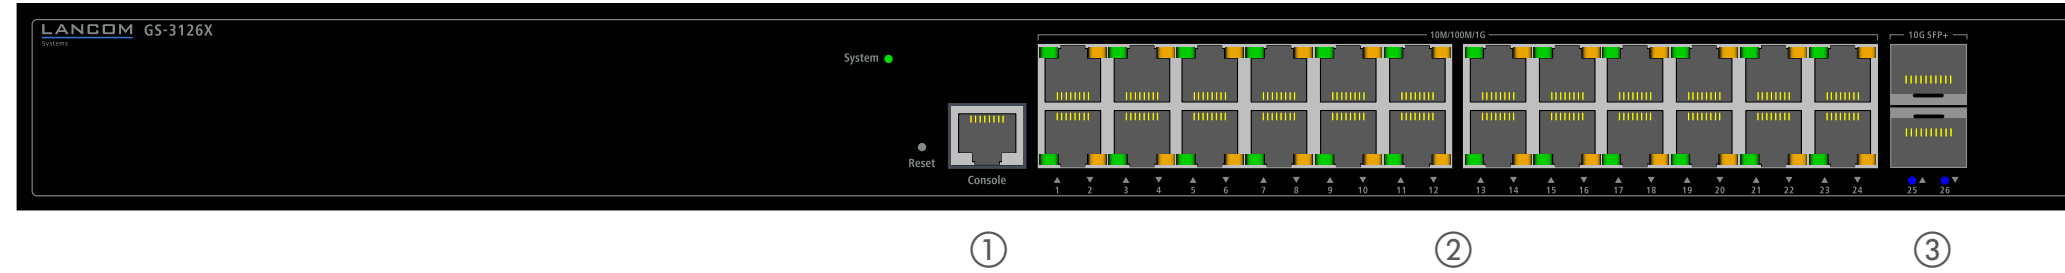 LANCOM GS-3126X
Systems
System
Reset
Console
10M/100M/1G
10G SFP+
1 2 3 4 5 6 7 8 9 10 11 12 13 14 15 16 17 18 19 20 21 22 23 24 25 26
① ② ③